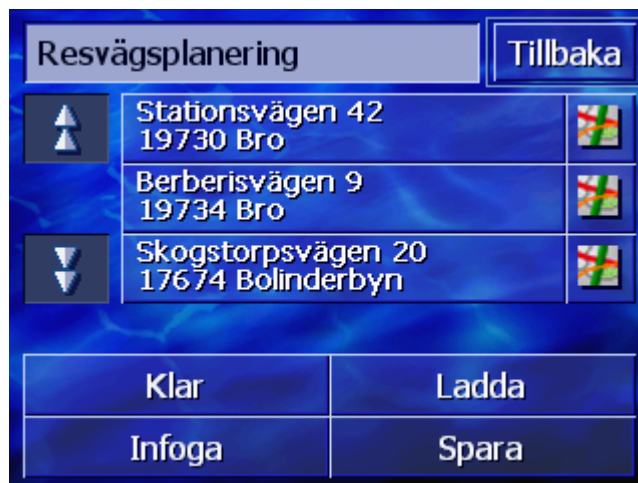 Resvägsplanering
Tillbaka
Stationsvägen 42
19730 Bro
Berberisvägen 9
19734 Bro
Skogstorpsvägen 20
17674 Bolinderbyn
Klar
Ladda
Infoga
Spara